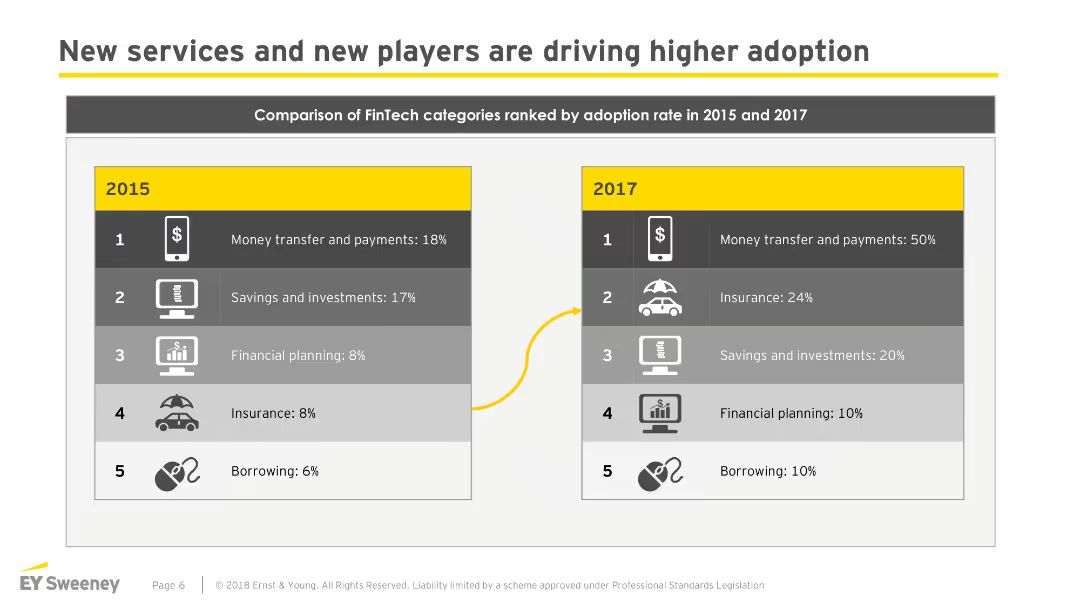 New services and new players are driving higher adoption
Comparison of FinTech categories ranked by adoption rate in 2015 and 2017
2015
1 $ Money transfer and payments: 18%
2 Savings and investments: 17%
3 $ Financial planning: 8%
4 Insurance: 8%
5 Borrowing: 6%
2017
1 $ Money transfer and payments: 50%
2 Insurance: 24%
3 Savings and investments: 20%
4 $ Financial planning: 10%
5 Borrowing: 10%
EY Sweeney
Page 6
© 2018 Ernst & Young. All Rights Reserved. Liability limited by a scheme approved under Professional Standards Legislation